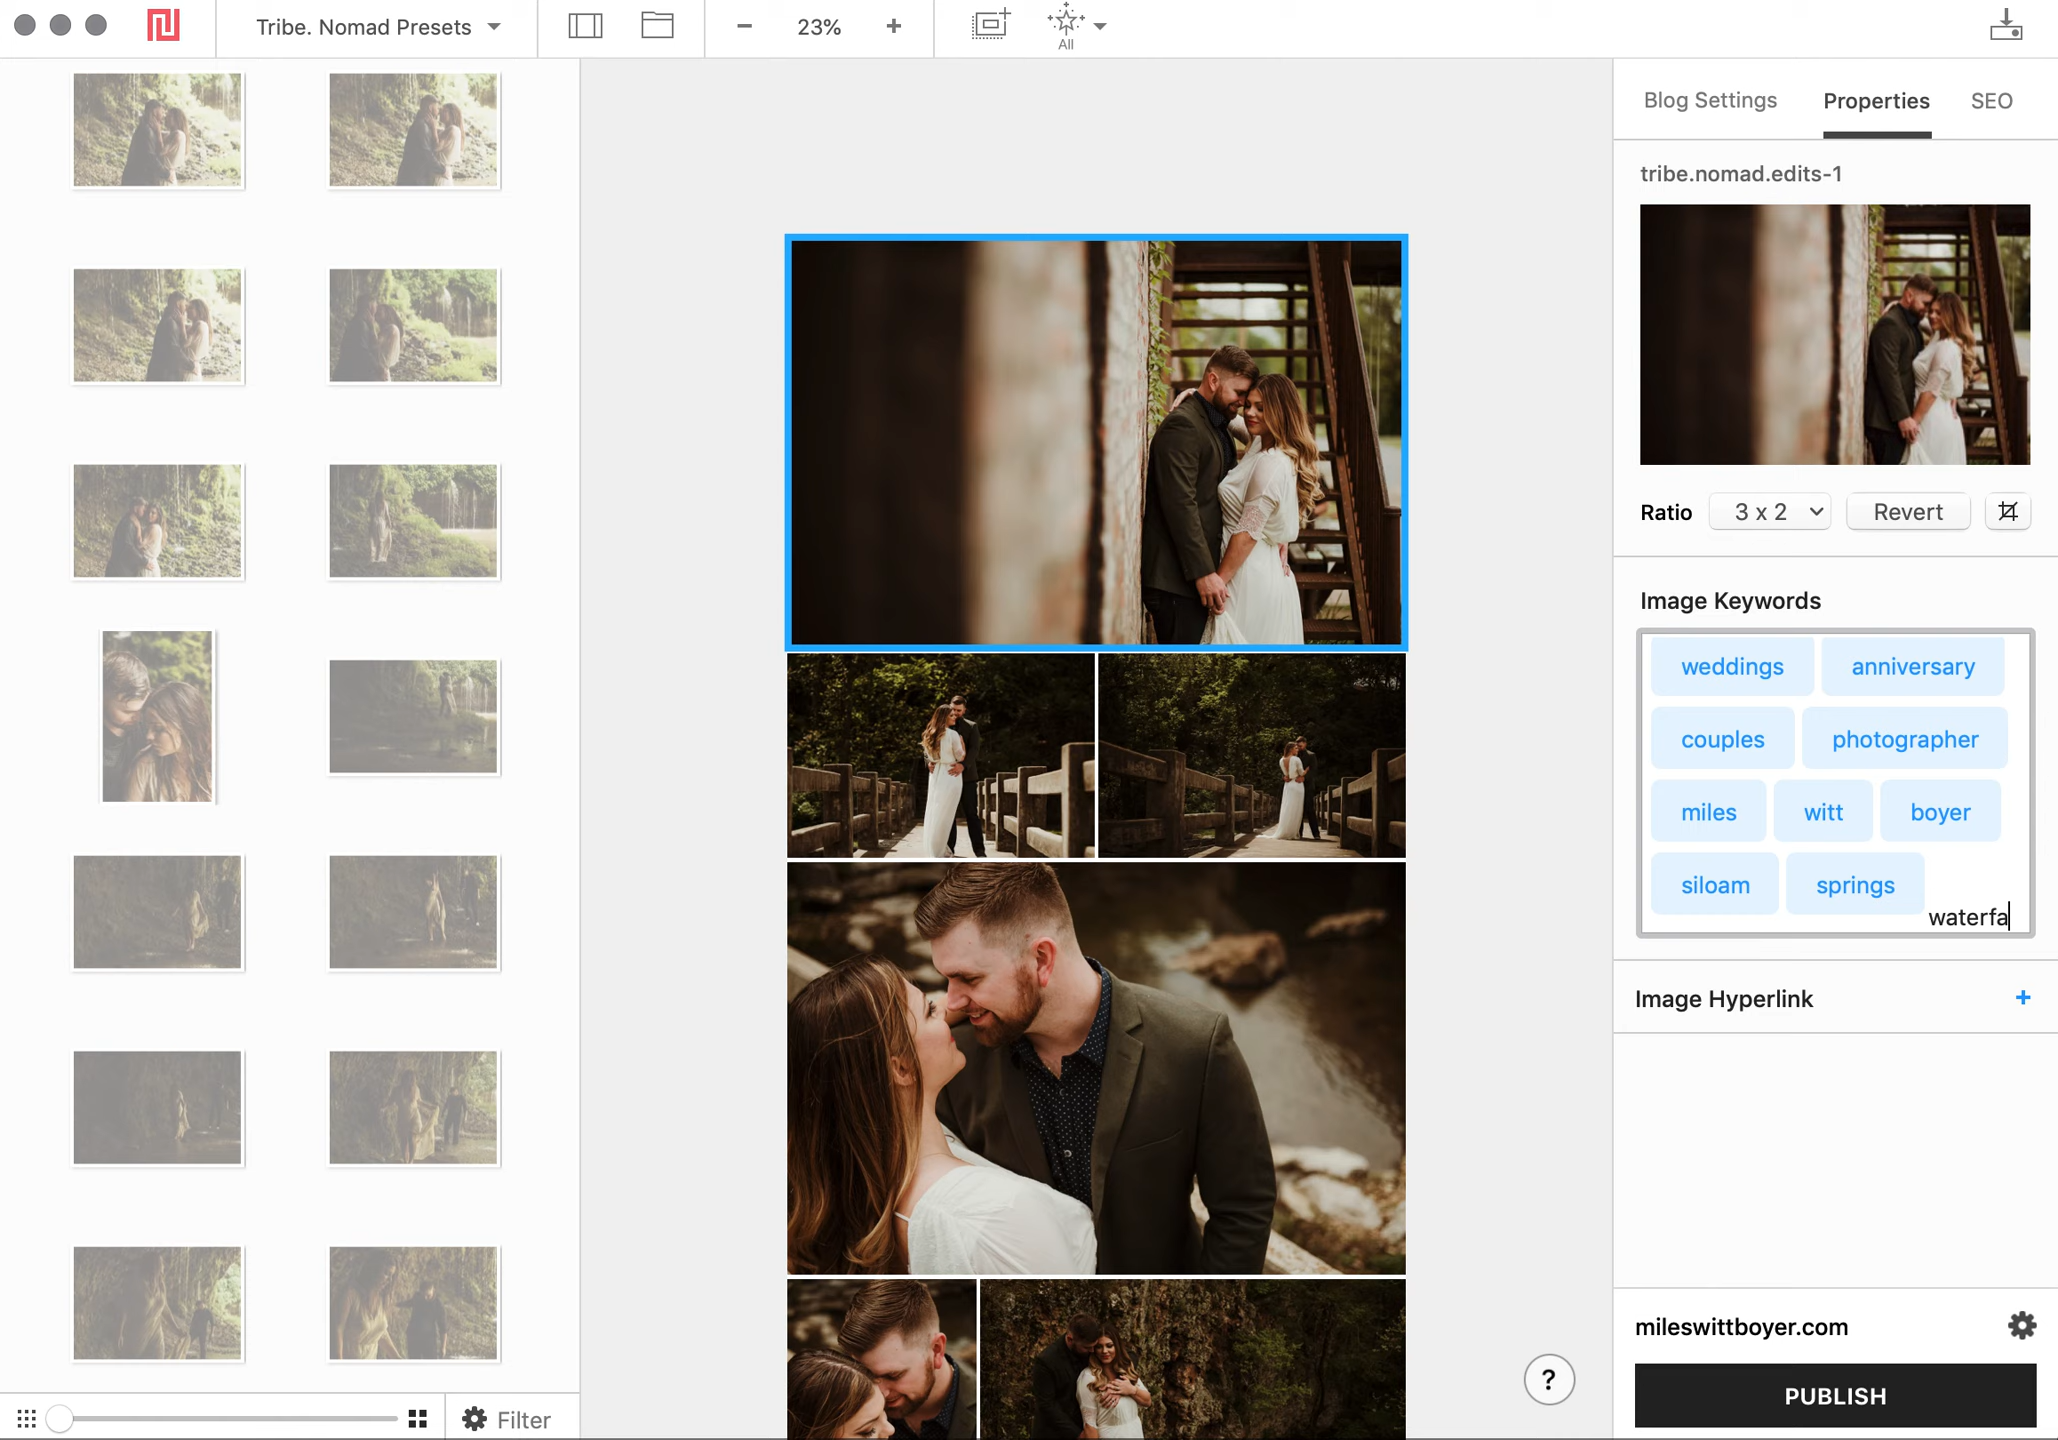 Tribe. Nomad Presets
23%
All
Blog Settings Properties SEO
tribe.nomad.edits-1
Ratio 3 x 2 Revert
Image Keywords
weddings anniversary
couples photographer
miles witt boyer
siloam springs waterfa
Image Hyperlink +
mileswittboyer.com
PUBLISH
?
Filter